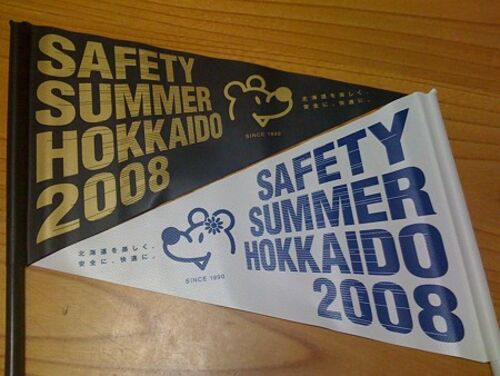 SAFETY
SUMMER
HOKKAIDO
2008
SINCE 1990
北海道を楽しく。
安全に。快適に。
北海道を楽しく。
安全に。快適に。
SINCE 1990
SAFETY
SUMMER
HOKKAIDO
2008